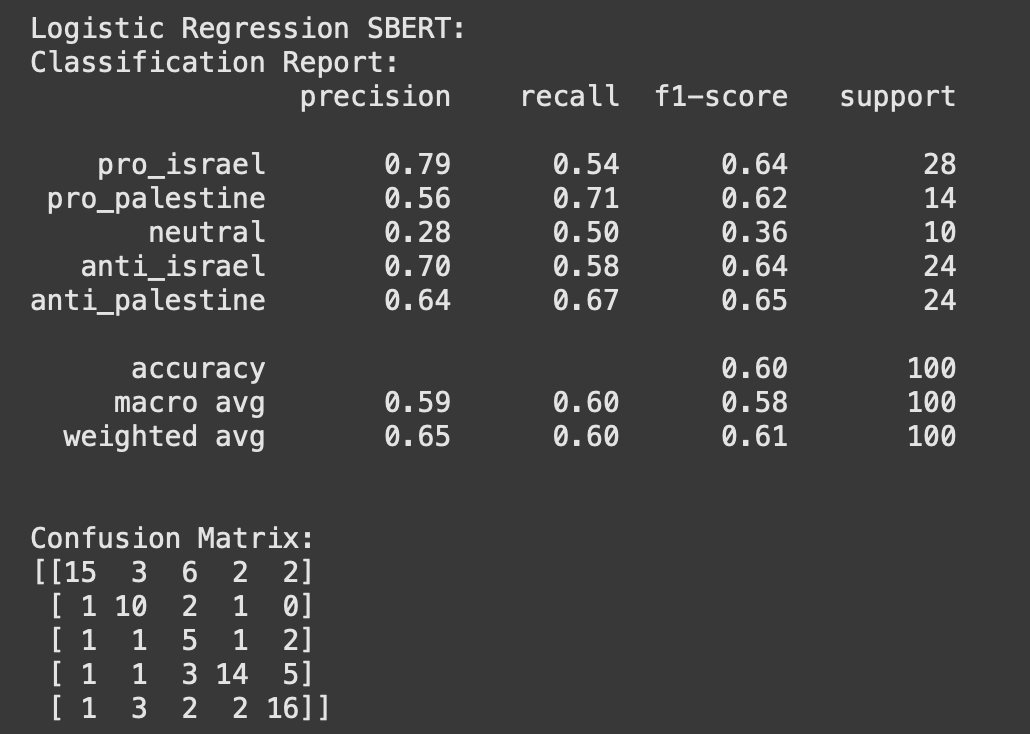 Logistic Regression SBERT:
Classification Report:
precision recall f1-score support
pro_israel 0.79 0.54 0.64 28
pro_palestine 0.56 0.71 0.62 14
neutral 0.28 0.50 0.36 10
anti_israel 0.70 0.58 0.64 24
anti_palestine 0.64 0.67 0.65 24
accuracy 0.60 100
macro avg 0.59 0.60 0.58 100
weighted avg 0.65 0.60 0.61 100
Confusion Matrix:
[[15 3 6 2 2]
[ 1 10 2 1 0]
[ 1 1 5 1 2]
[ 1 1 3 14 5]
[ 1 3 2 2 16]]